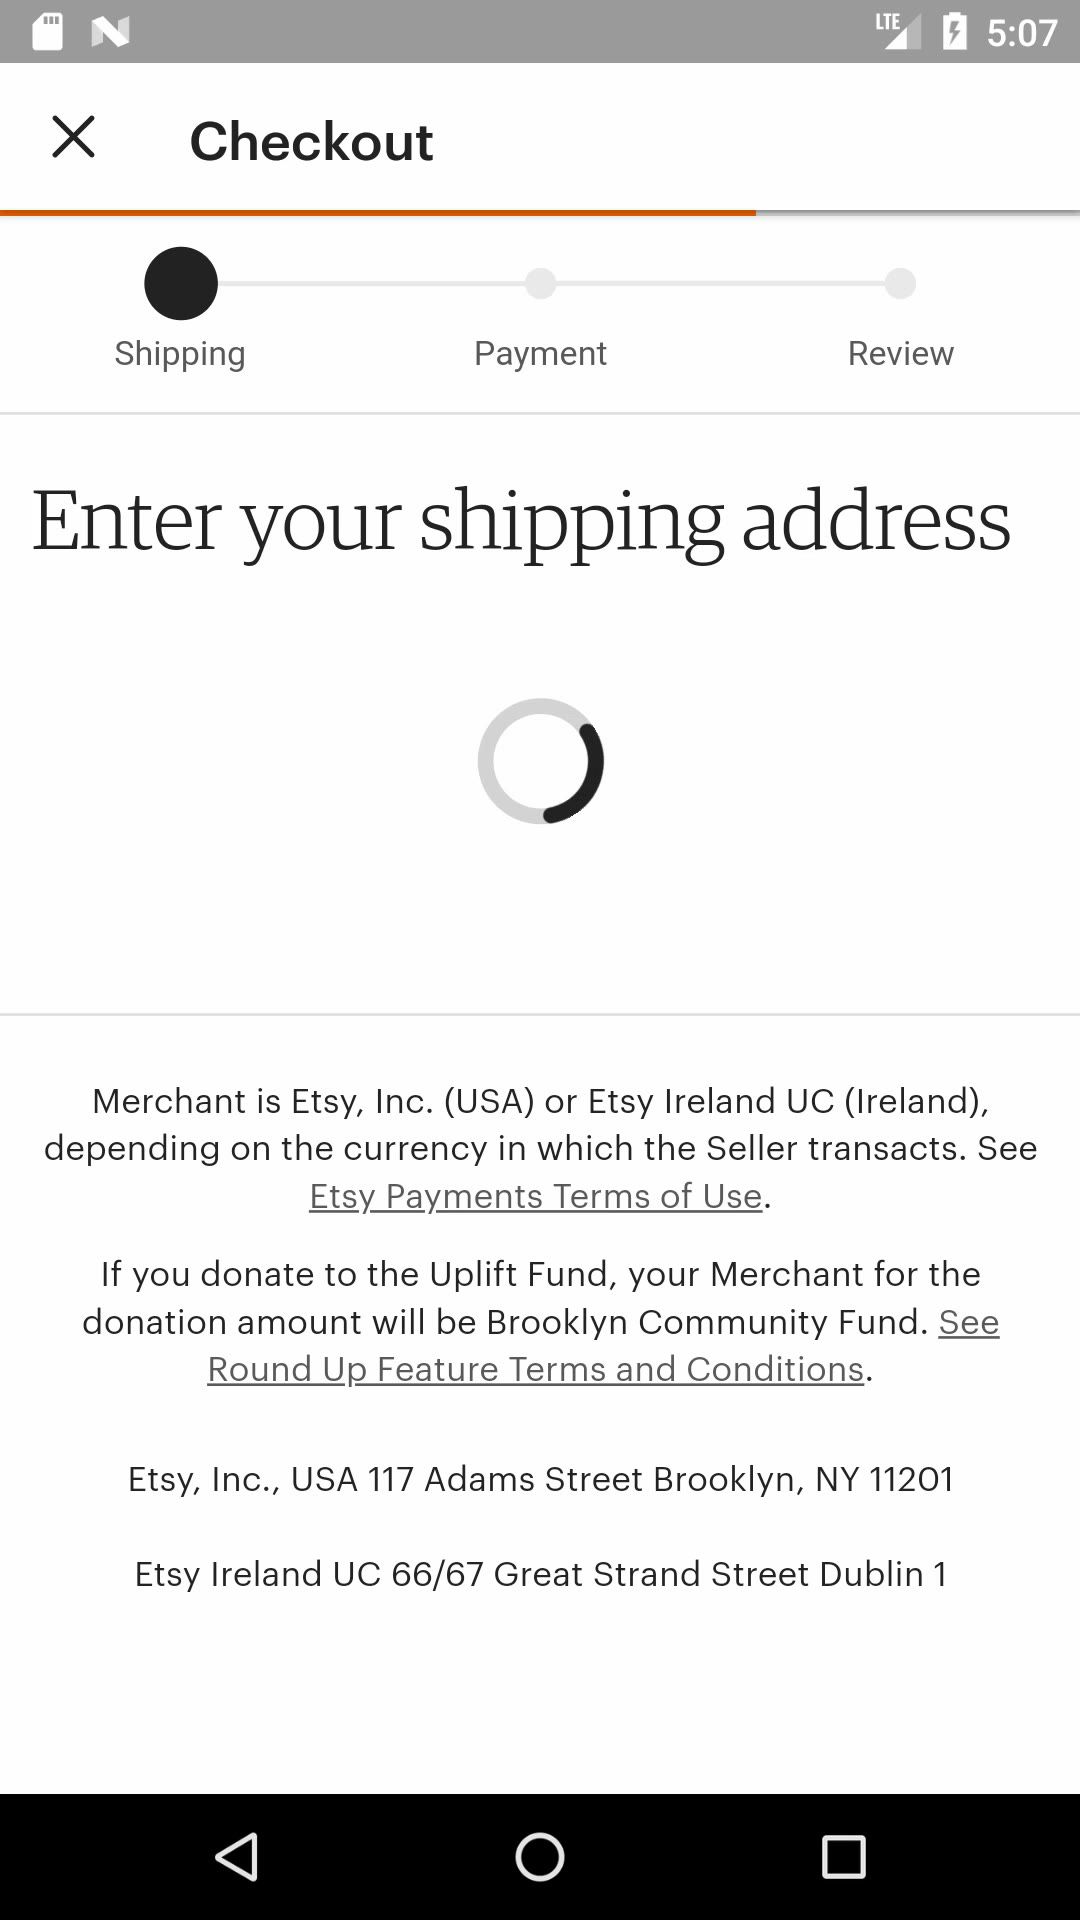 LTE 5:07
Checkout
Shipping Payment Review
Enter your shipping address
Merchant is Etsy, Inc. (USA) or Etsy Ireland UC (Ireland),
depending on the currency in which the Seller transacts. See
Etsy Payments Terms of Use.
If you donate to the Uplift Fund, your Merchant for the
donation amount will be Brooklyn Community Fund. See
Round Up Feature Terms and Conditions.
Etsy, Inc., USA 117 Adams Street Brooklyn, NY 11201
Etsy Ireland UC 66/67 Great Strand Street Dublin 1